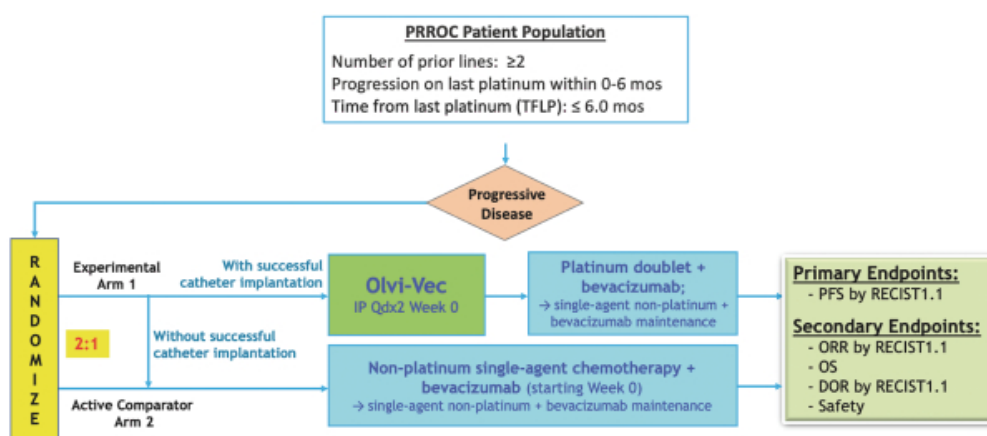 PRROC Patient Population
Number of prior lines: ≥2
Progression on last platinum within 0-6 mos
Time from last platinum (TFLP): ≤ 6.0 mos
Progressive
Disease
RANDOMIZE
Experimental
Arm 1
With successful
catheter implantation
2:1
Without successful
catheter implantation
Active Comparator
Arm 2
Olvi-Vec
IP Qdx2 Week 0
Platinum doublet +
bevacizumab;
→ single-agent non-platinum +
bevacizumab maintenance
Non-platinum single-agent chemotherapy +
bevacizumab (starting Week 0)
→ single-agent non-platinum + bevacizumab maintenance
Primary Endpoints:
- PFS by RECIST1.1
Secondary Endpoints:
- ORR by RECIST1.1
- OS
- DOR by RECIST1.1
- Safety